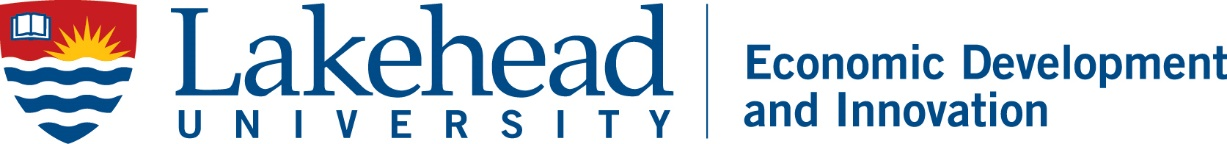 Lakehead
UNIVERSITY
Economic Development
and Innovation